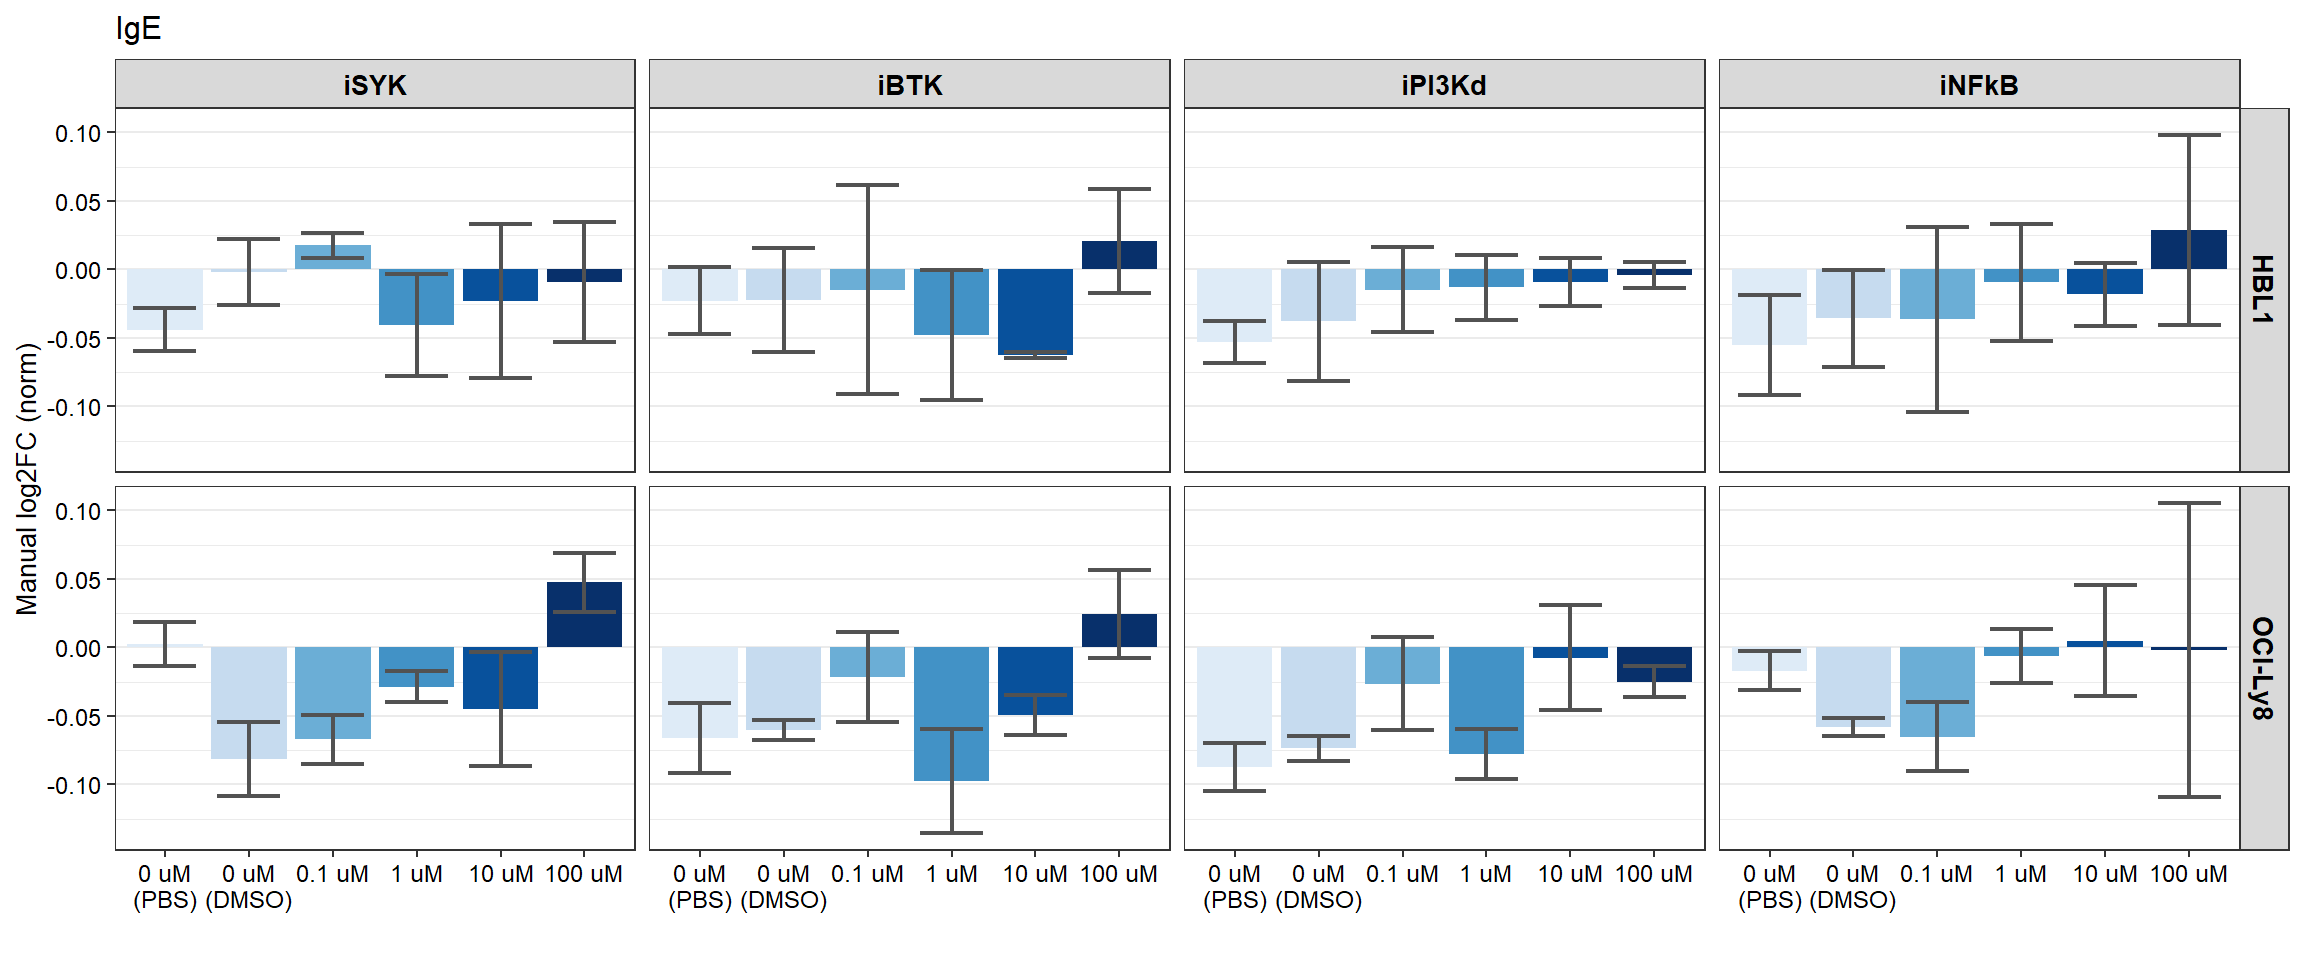 IgE
iSYK iBTK iPI3Kd iNFkB
Manual log2FC (norm)
0.10
0.05
0.00
-0.05
-0.10
HBL1
0.10
0.05
0.00
-0.05
-0.10
OCI-Ly8
0 uM 0 uM 0.1 uM 1 uM 10 uM 100 uM 0 uM 0 uM 0.1 uM 1 uM 10 uM 100 uM 0 uM 0 uM 0.1 uM 1 uM 10 uM 100 uM 0 uM 0 uM 0.1 uM 1 uM 10 uM 100 uM
(PBS) (DMSO) (PBS) (DMSO) (PBS) (DMSO) (PBS) (DMSO)